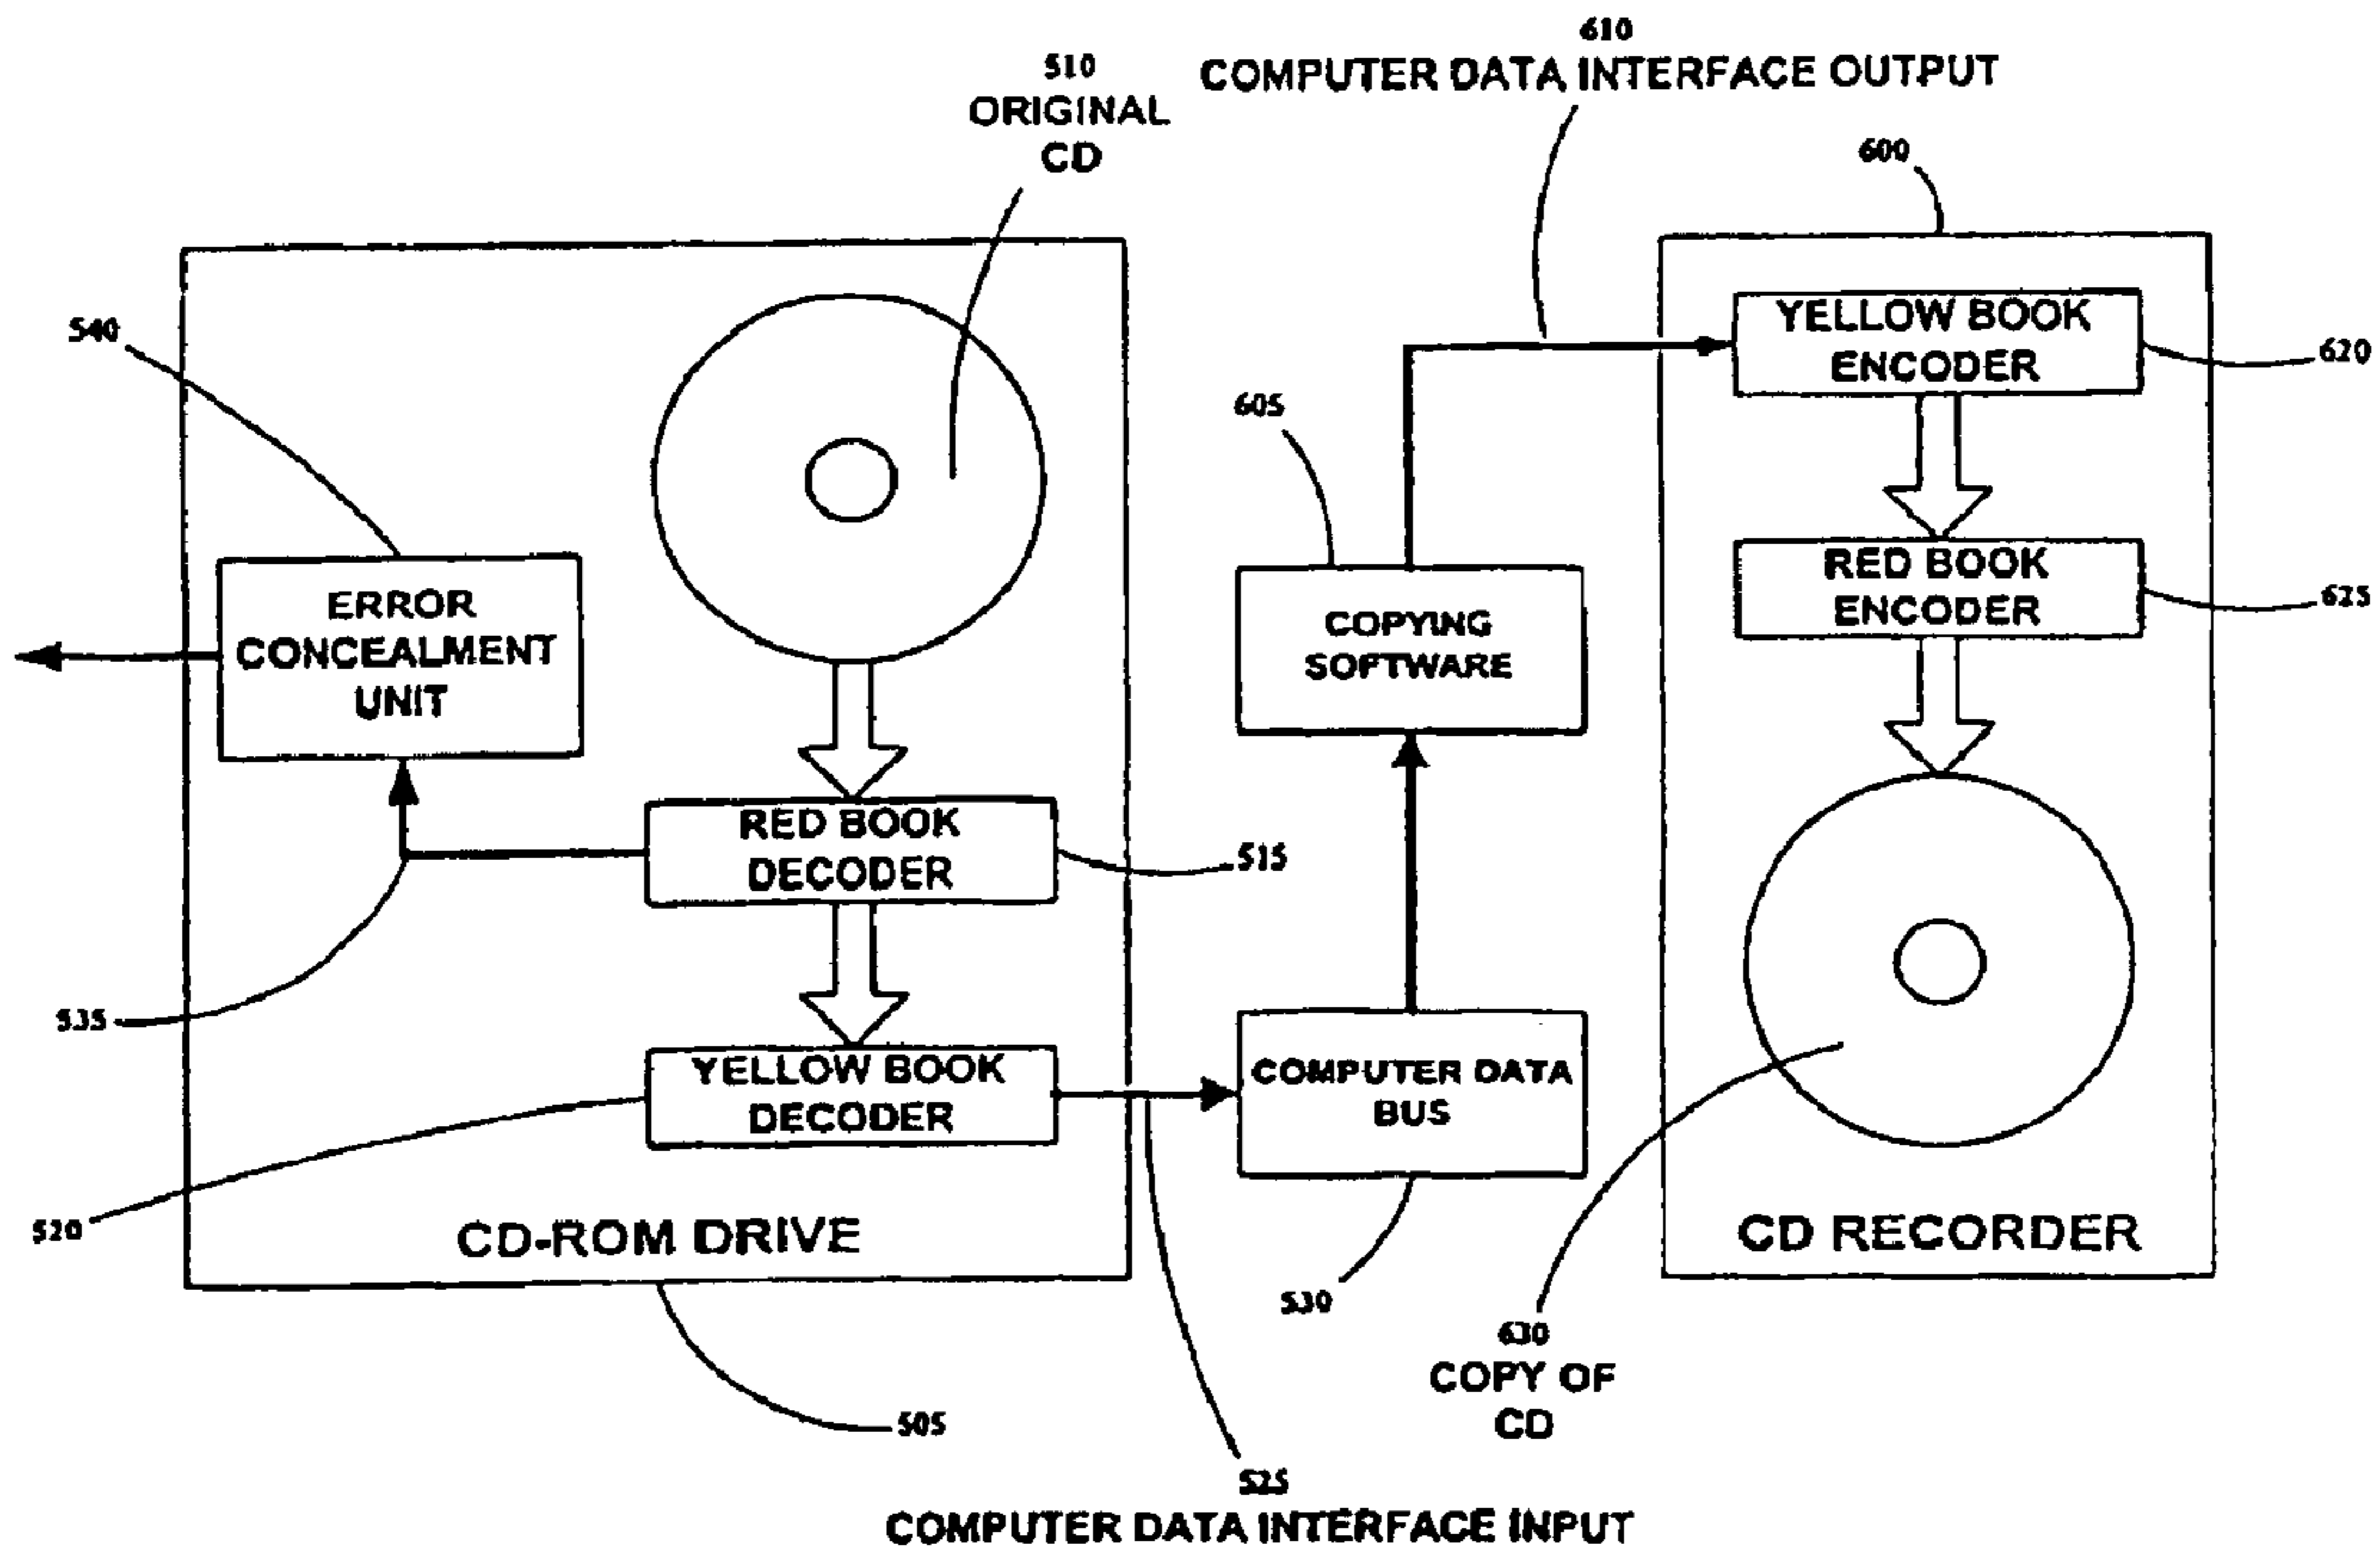 610
COMPUTER DATA INTERFACE OUTPUT
510
ORIGINAL
CD
600
540
YELLOW BOOK
ENCODER
620
605
RED BOOK
ENCODER
625
ERROR
CONCEALMENT
UNIT
COPYING
SOFTWARE
RED BOOK
DECODER
515
535
YELLOW BOOK
DECODER
COMPUTER DATA
BUS
520
CD-ROM DRIVE
CD RECORDER
530
630
COPY OF
CD
505
525
COMPUTER DATA INTERFACE INPUT